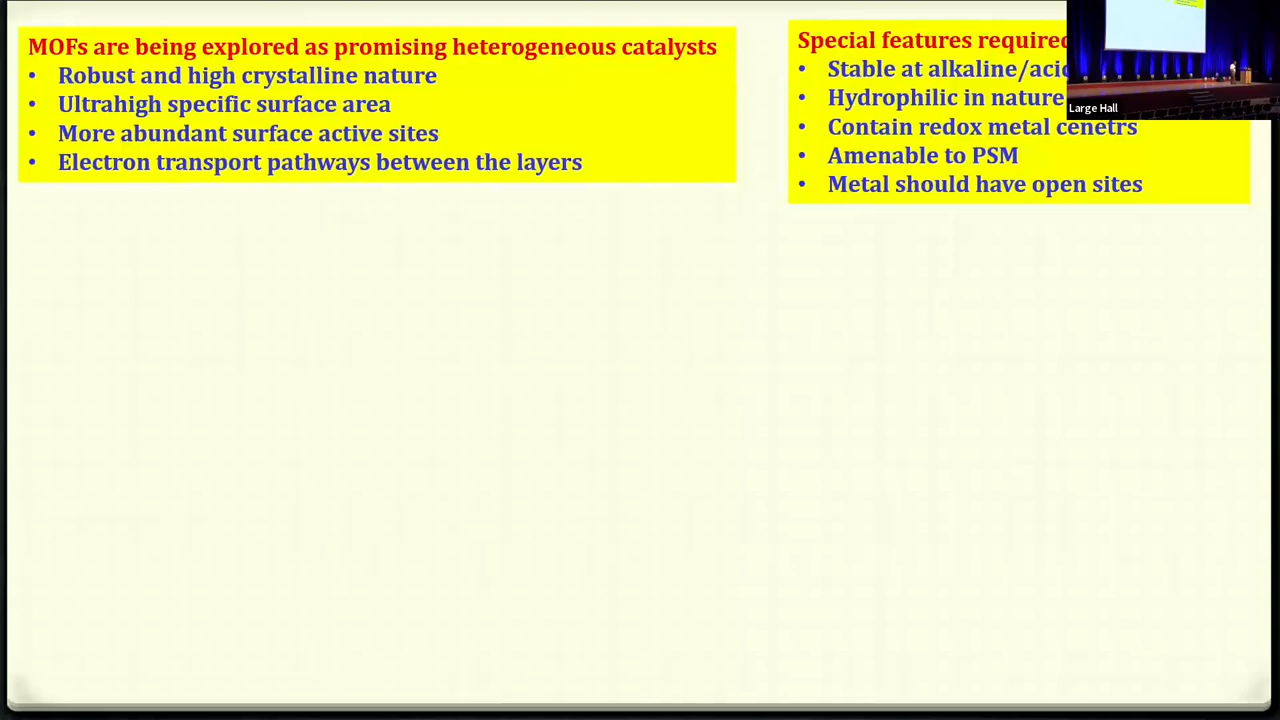 MOFs are being explored as promising heterogeneous catalysts
• Robust and high crystalline nature
• Ultrahigh specific surface area
• More abundant surface active sites
• Electron transport pathways between the layers
Special features required
• Stable at alkaline/acid
• Hydrophilic in nature
• Contain redox metal cenetrs
• Amenable to PSM
• Metal should have open sites
Large Hall